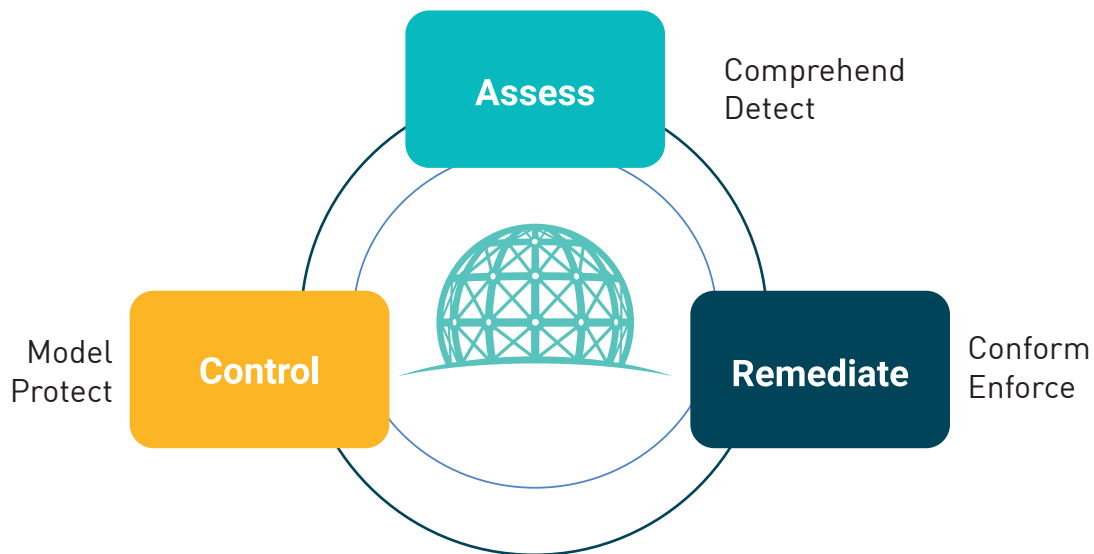 Assess
Comprehend
Detect
Control
Model
Protect
Remediate
Conform
Enforce